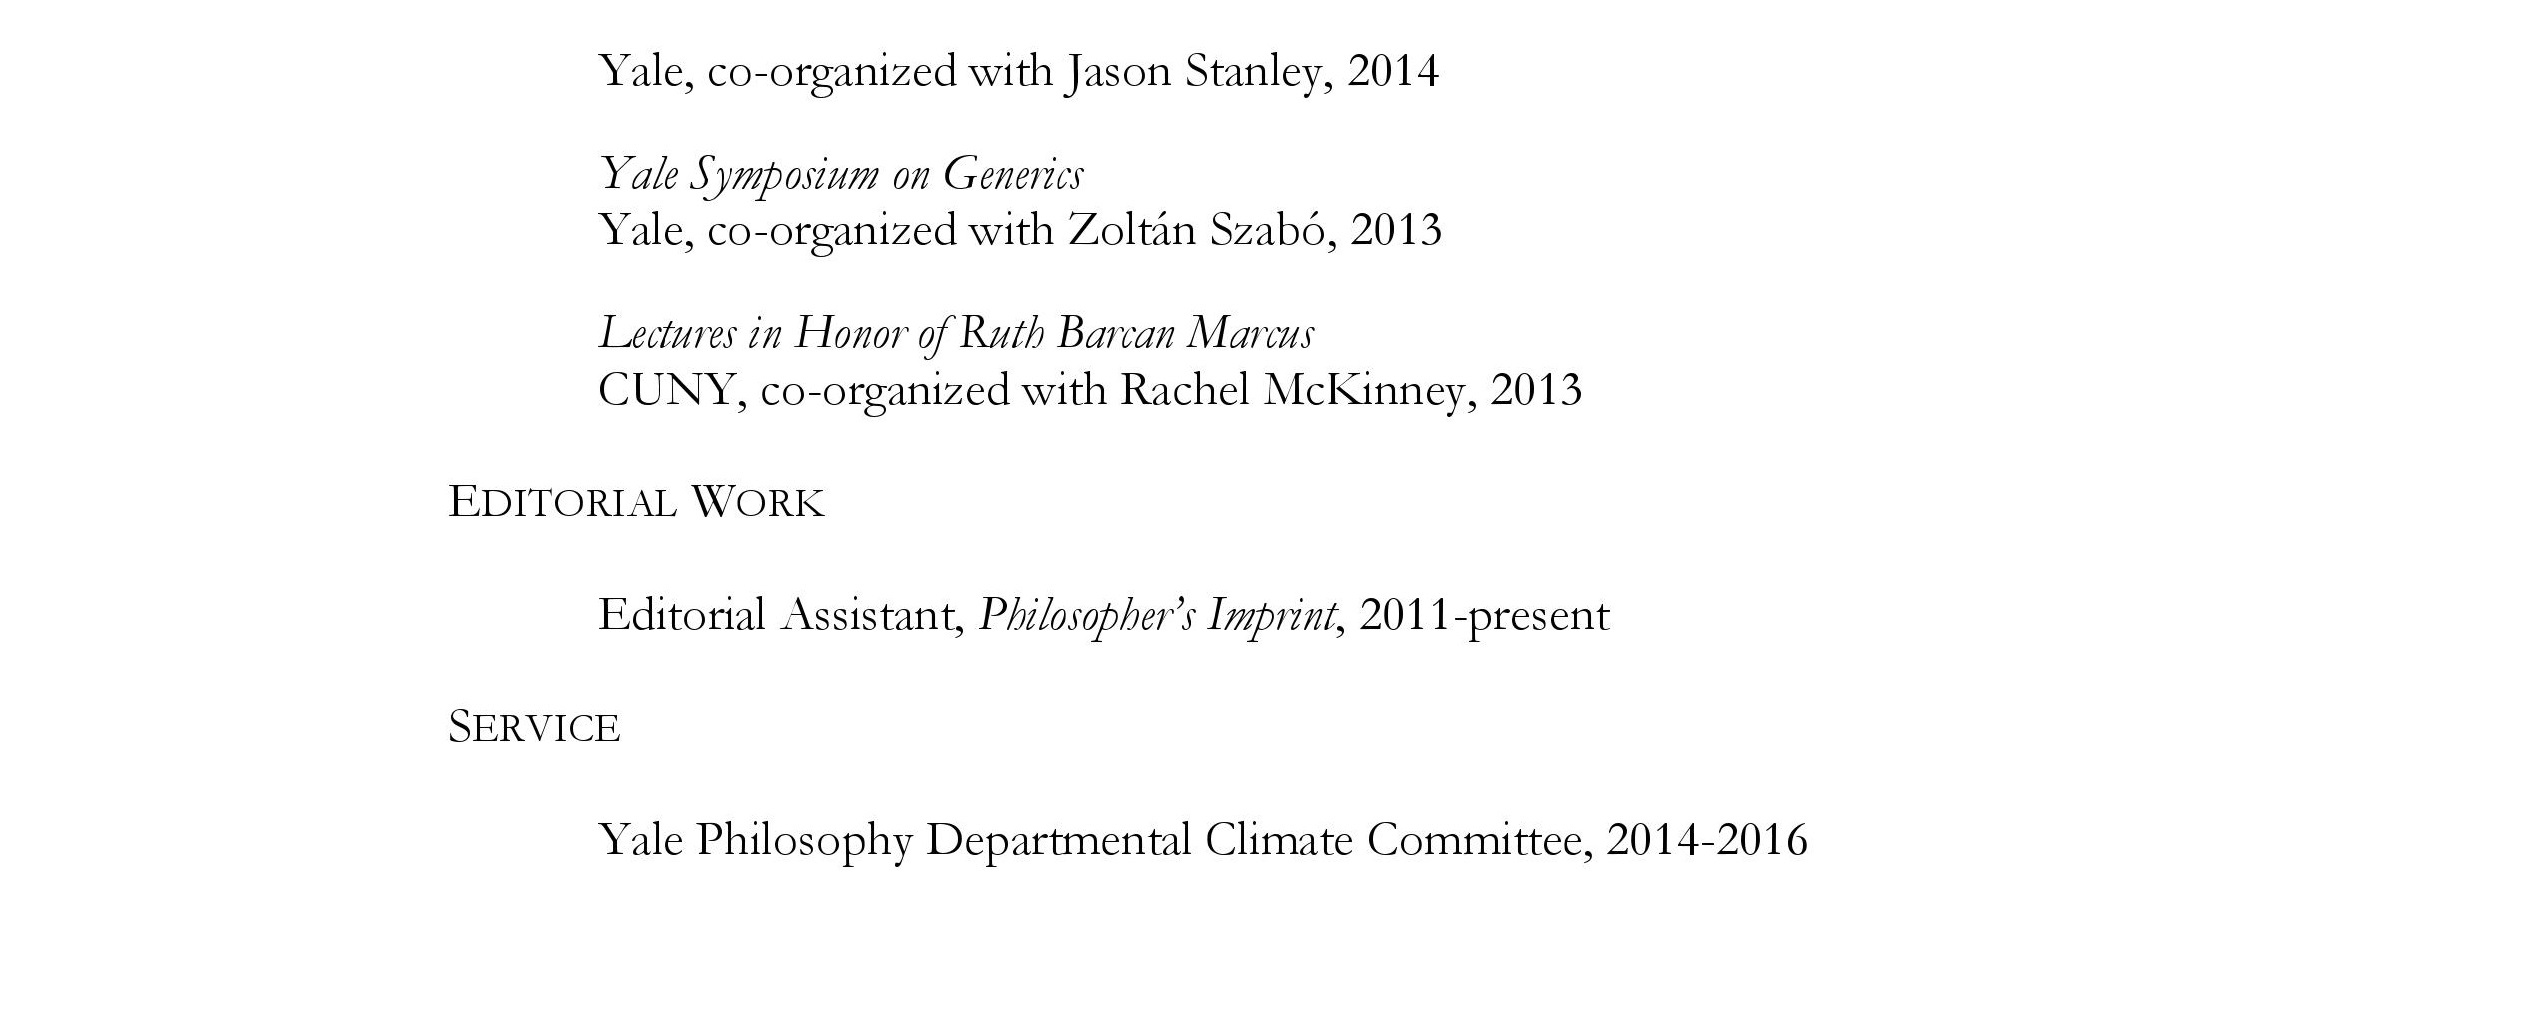 Yale, co-organized with Jason Stanley, 2014
Yale Symposium on Generics
Yale, co-organized with Zoltán Szabó, 2013
Lectures in Honor of Ruth Barcan Marcus
CUNY, co-organized with Rachel McKinney, 2013
EDITORIAL WORK
Editorial Assistant, Philosopher’s Imprint, 2011-present
SERVICE
Yale Philosophy Departmental Climate Committee, 2014-2016